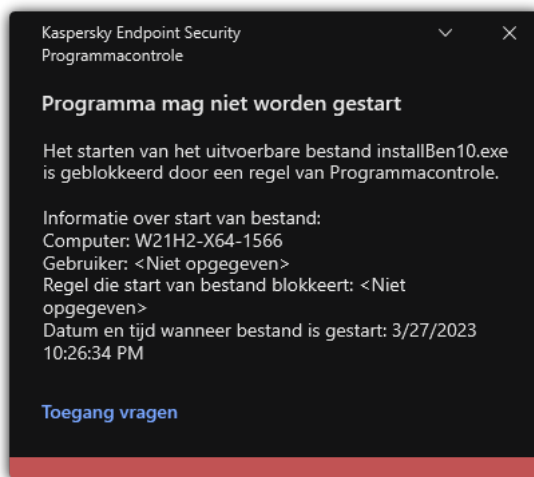 Kaspersky Endpoint Security
Programmacontrole
Programma mag niet worden gestart
Het starten van het uitvoerbare bestand installBen10.exe
is geblokkeerd door een regel van Programmacontrole.
Informatie over start van bestand:
Computer: W21H2-X64-1566
Gebruiker: <Niet opgegeven>
Regel die start van bestand blokkeert: <Niet
opgegeven>
Datum en tijd wanneer bestand is gestart: 3/27/2023
10:26:34 PM
Toegang vragen